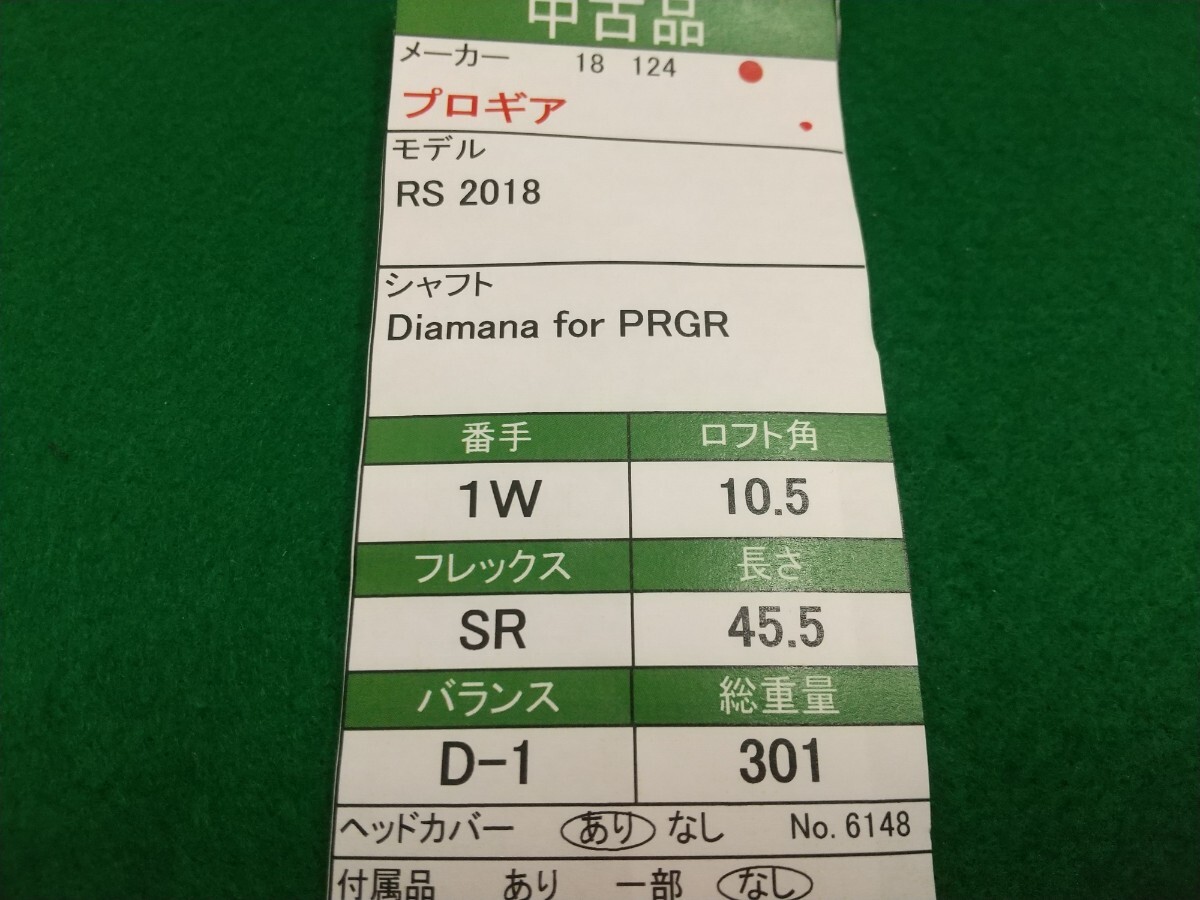 中古品
メーカー 18 124
プロギア
モデル
RS 2018
シャフト
Diamana for PRGR
番手 ロフト角
1W 10.5
フレックス 長さ
SR 45.5
バランス 総重量
D-1 301
ヘッドカバー あり なし No. 6148
付属品 あり 一部 なし